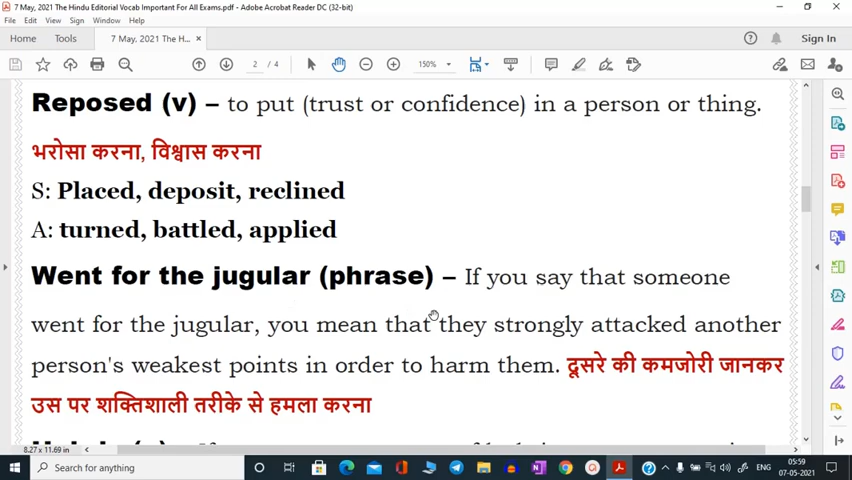 7 May, 2021 The Hindu Editorial Vocab Important For All Exams.pdf - Adobe Acrobat Reader DC (32-bit)
File Edit View Sign Window Help
Home Tools 7 May, 2021 The H... × Sign In
2 / 4 150%
Reposed (v) – to put (trust or confidence) in a person or thing.
भरोसा करना, विश्वास करना
S: Placed, deposit, reclined
A: turned, battled, applied
Went for the jugular (phrase) – If you say that someone
went for the jugular, you mean that they strongly attacked another
person's weakest points in order to harm them. दूसरे की कमजोरी जानकर
उस पर शक्तिशाली तरीके से हमला करना
8.27 x 11.69 in
Search for anything
ENG
05:59
07-05-2021